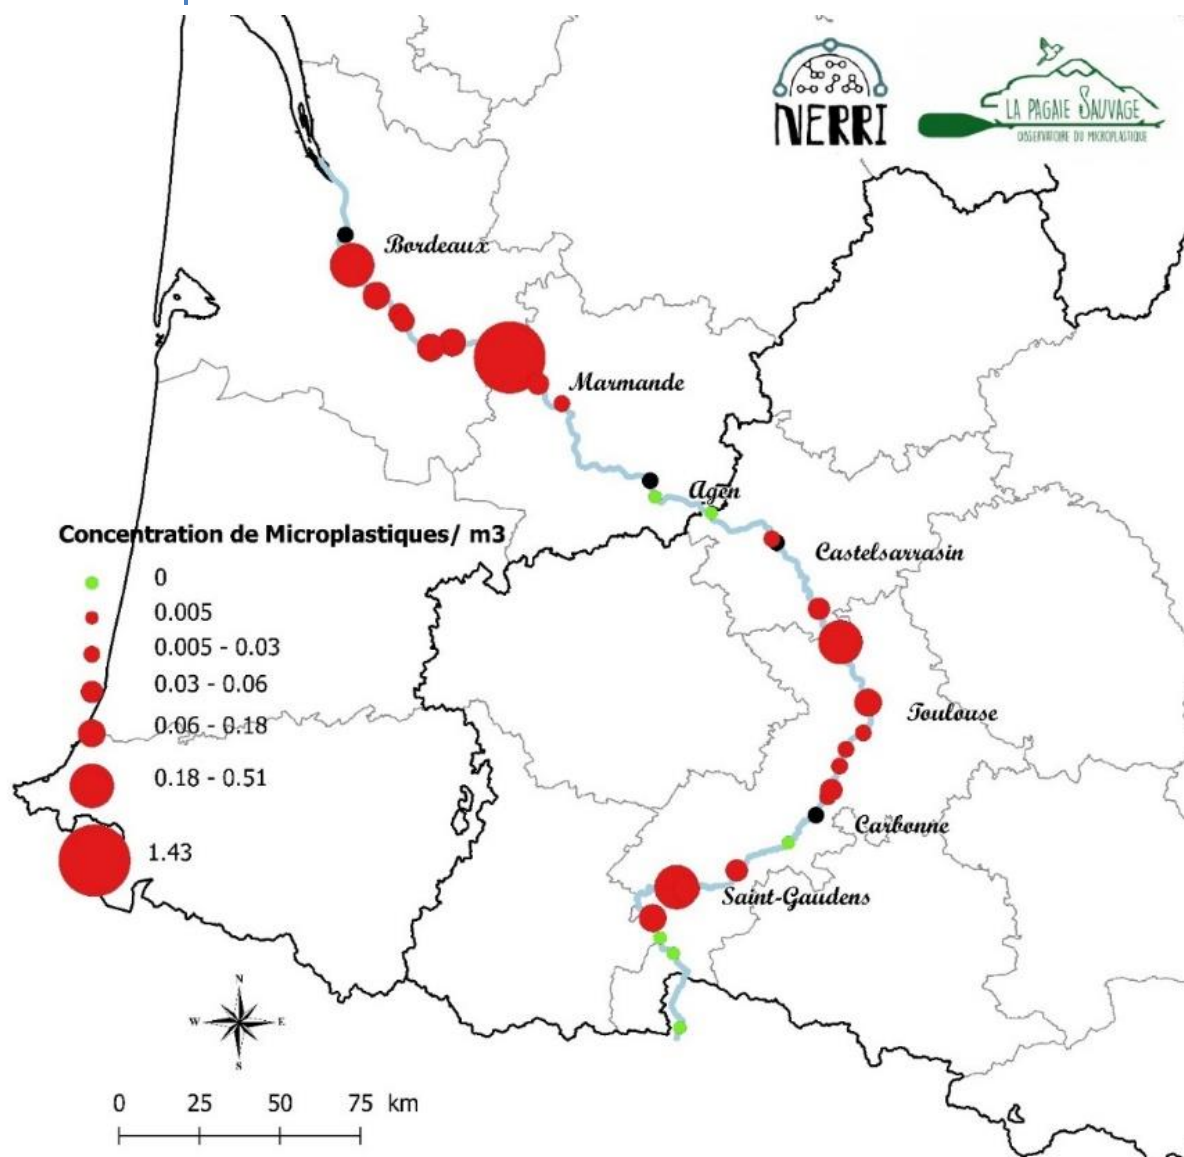 NERRI
LA PAGAIE SAUVAGE
OBSERVATOIRE DU MICROPLASTIQUE
Bordeaux
Marmande
Agen
Concentration de Microplastiques/ m3
Castelsarrasin
0
0.005
0.005 - 0.03
0.03 - 0.06
0.06 - 0.18
0.18 - 0.51
1.43
Toulouse
Carbonne
Saint-Gaudens
N
W E
S
0 25 50 75 km